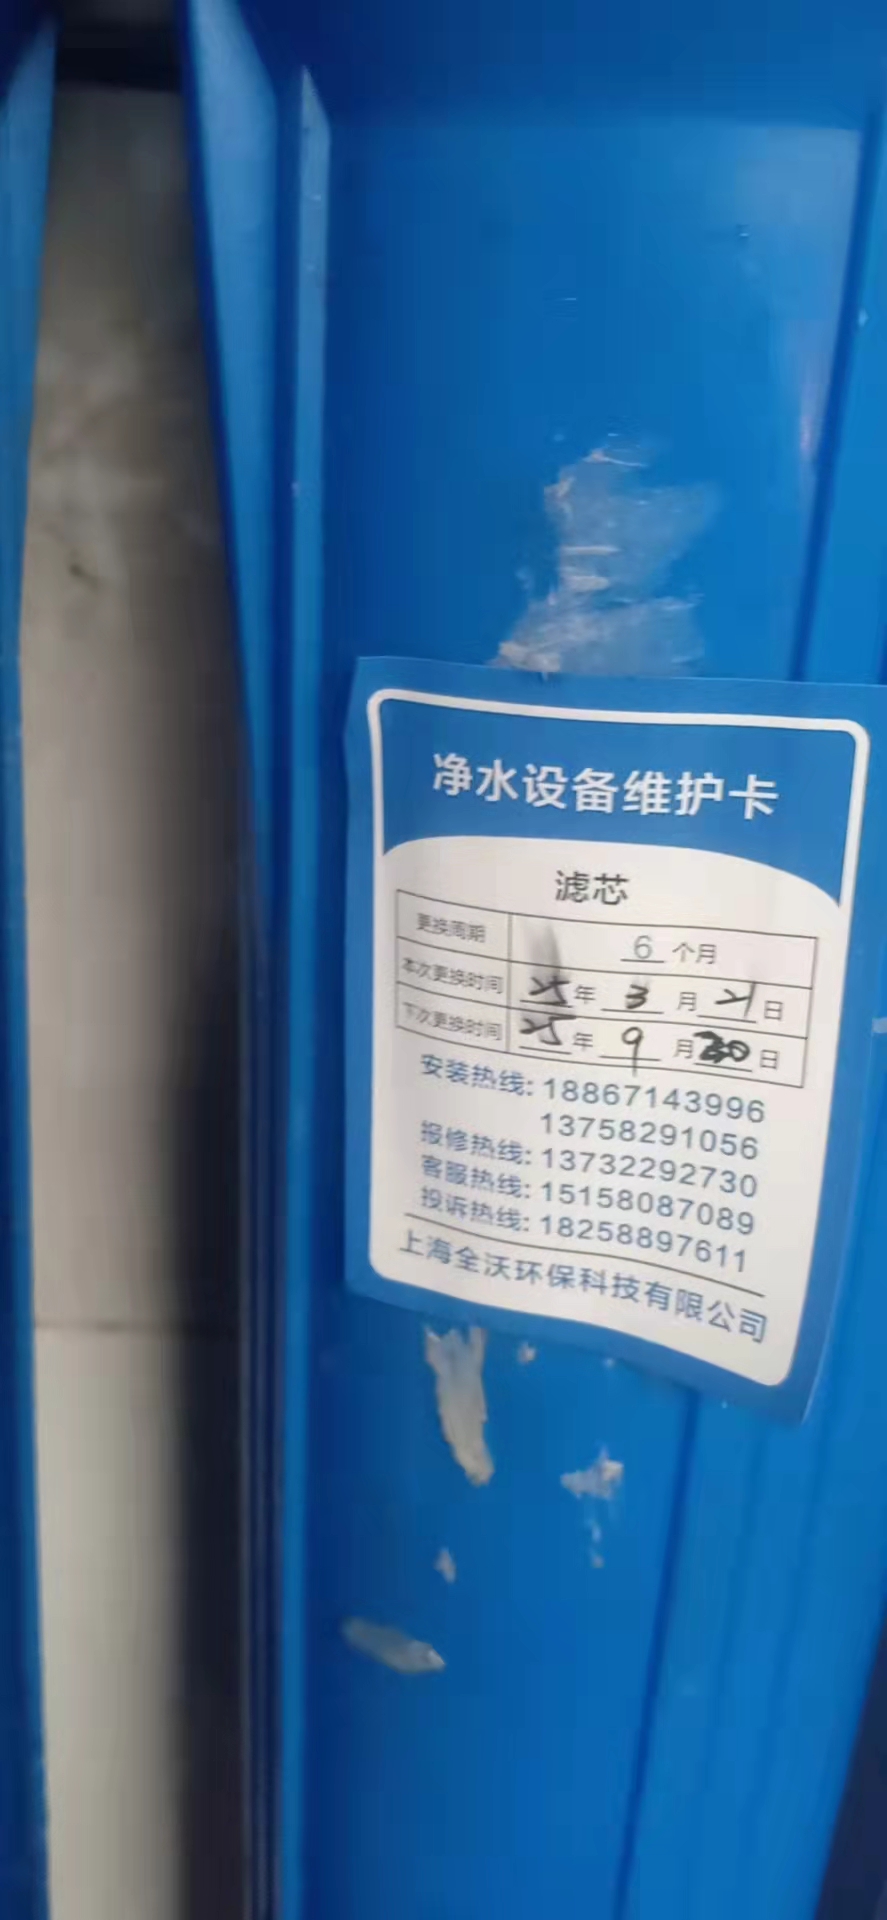 净水设备维护卡
滤芯
更换周期 6 个月
本次更换时间 25 年 3 月 21 日
下次更换时间 25 年 9 月 20 日
安装热线: 18867143996
13758291056
报修热线: 13732292730
客服热线: 15158087089
投诉热线: 18258897611
上海全沃环保科技有限公司